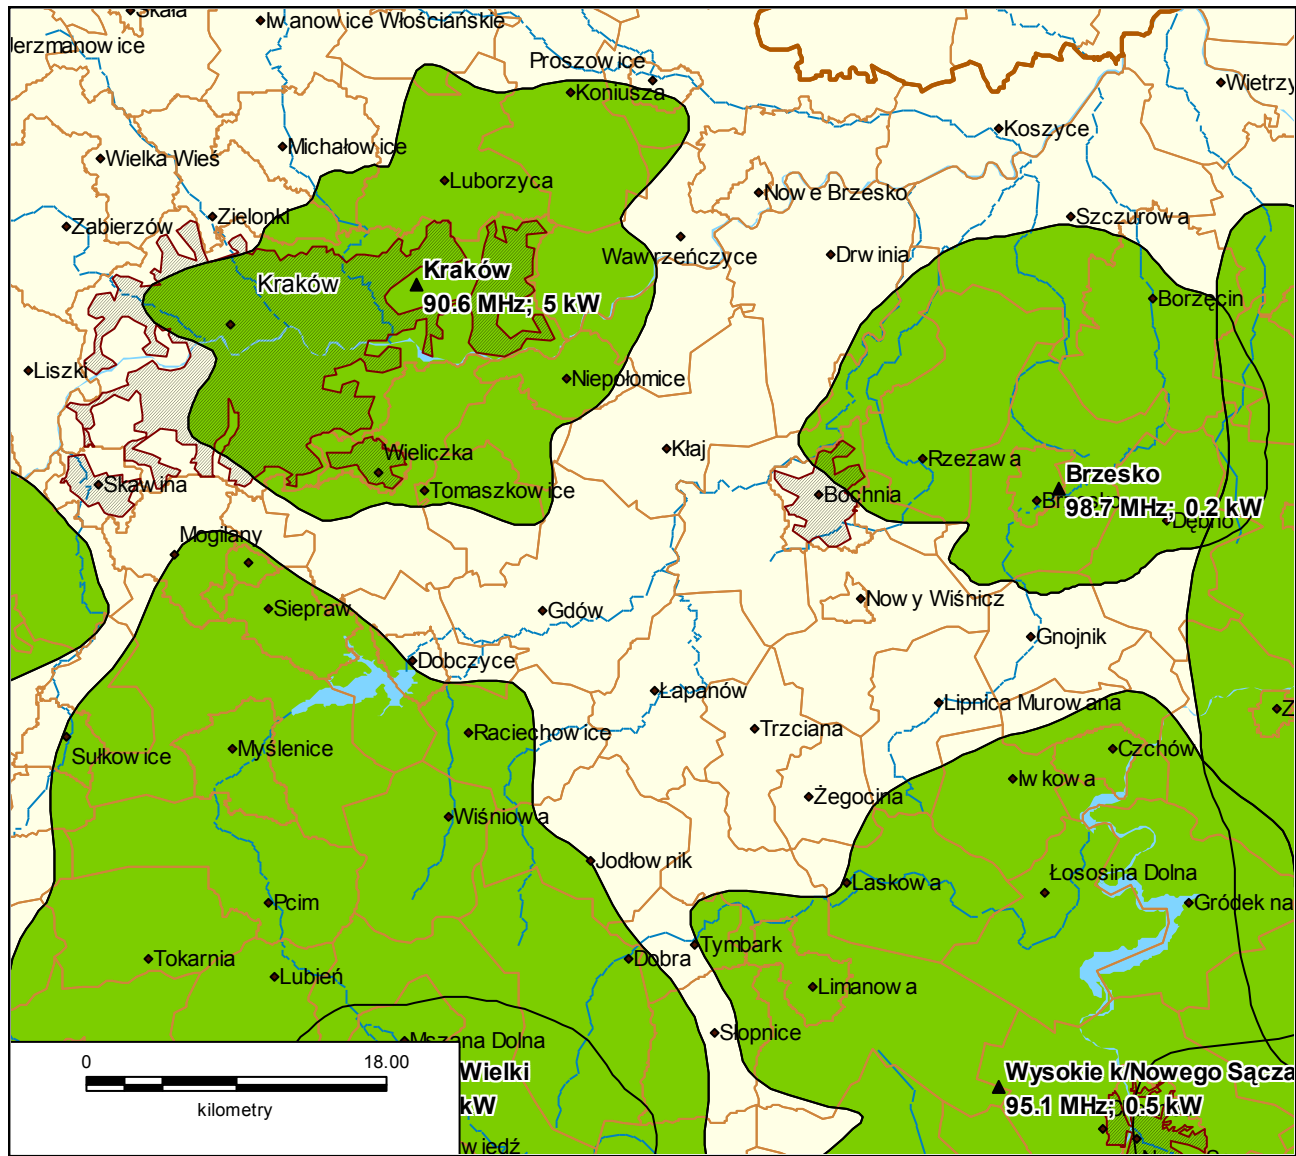 Skała
Iwanowice Włościańskie
Jerzmanowice
Proszowice
Koniusza
Wietrzy
Koszyce
Michałowice
Wielka Wieś
Luborzyca
Nowe Brzesko
Zielonki
Szczurowa
Zabierzów
Wawrzeńczyce
Drwinia
Kraków
Kraków
90.6 MHz; 5 kW
Borzęcin
Liszki
Niepołomice
Wieliczka
Kłaj
Rzezawa
Skawina
Tomaszkowice
Bochnia
Brzesko
Brzesko
98.7 MHz; 0.2 kW
Dębno
Mogilany
Siepraw
Gdów
Nowy Wiśnicz
Gnojnik
Dobczyce
Łapanów
Lipnica Murowana
Z
Raciechowice
Trzciana
Sułkowice
Myślenice
Czchów
Iwkowa
Żegocina
Wiśniowa
Jodłownik
Laskowa
Łososina Dolna
Pcim
Gródek na
Tymbark
Tokarnia
Dobra
Lubień
Limanowa
Słopnice
Mszana Dolna
0
18.00
kilometry
Wielki
kW
wiedź
Wysokie k/Nowego Sącza
95.1 MHz; 0.5 kW